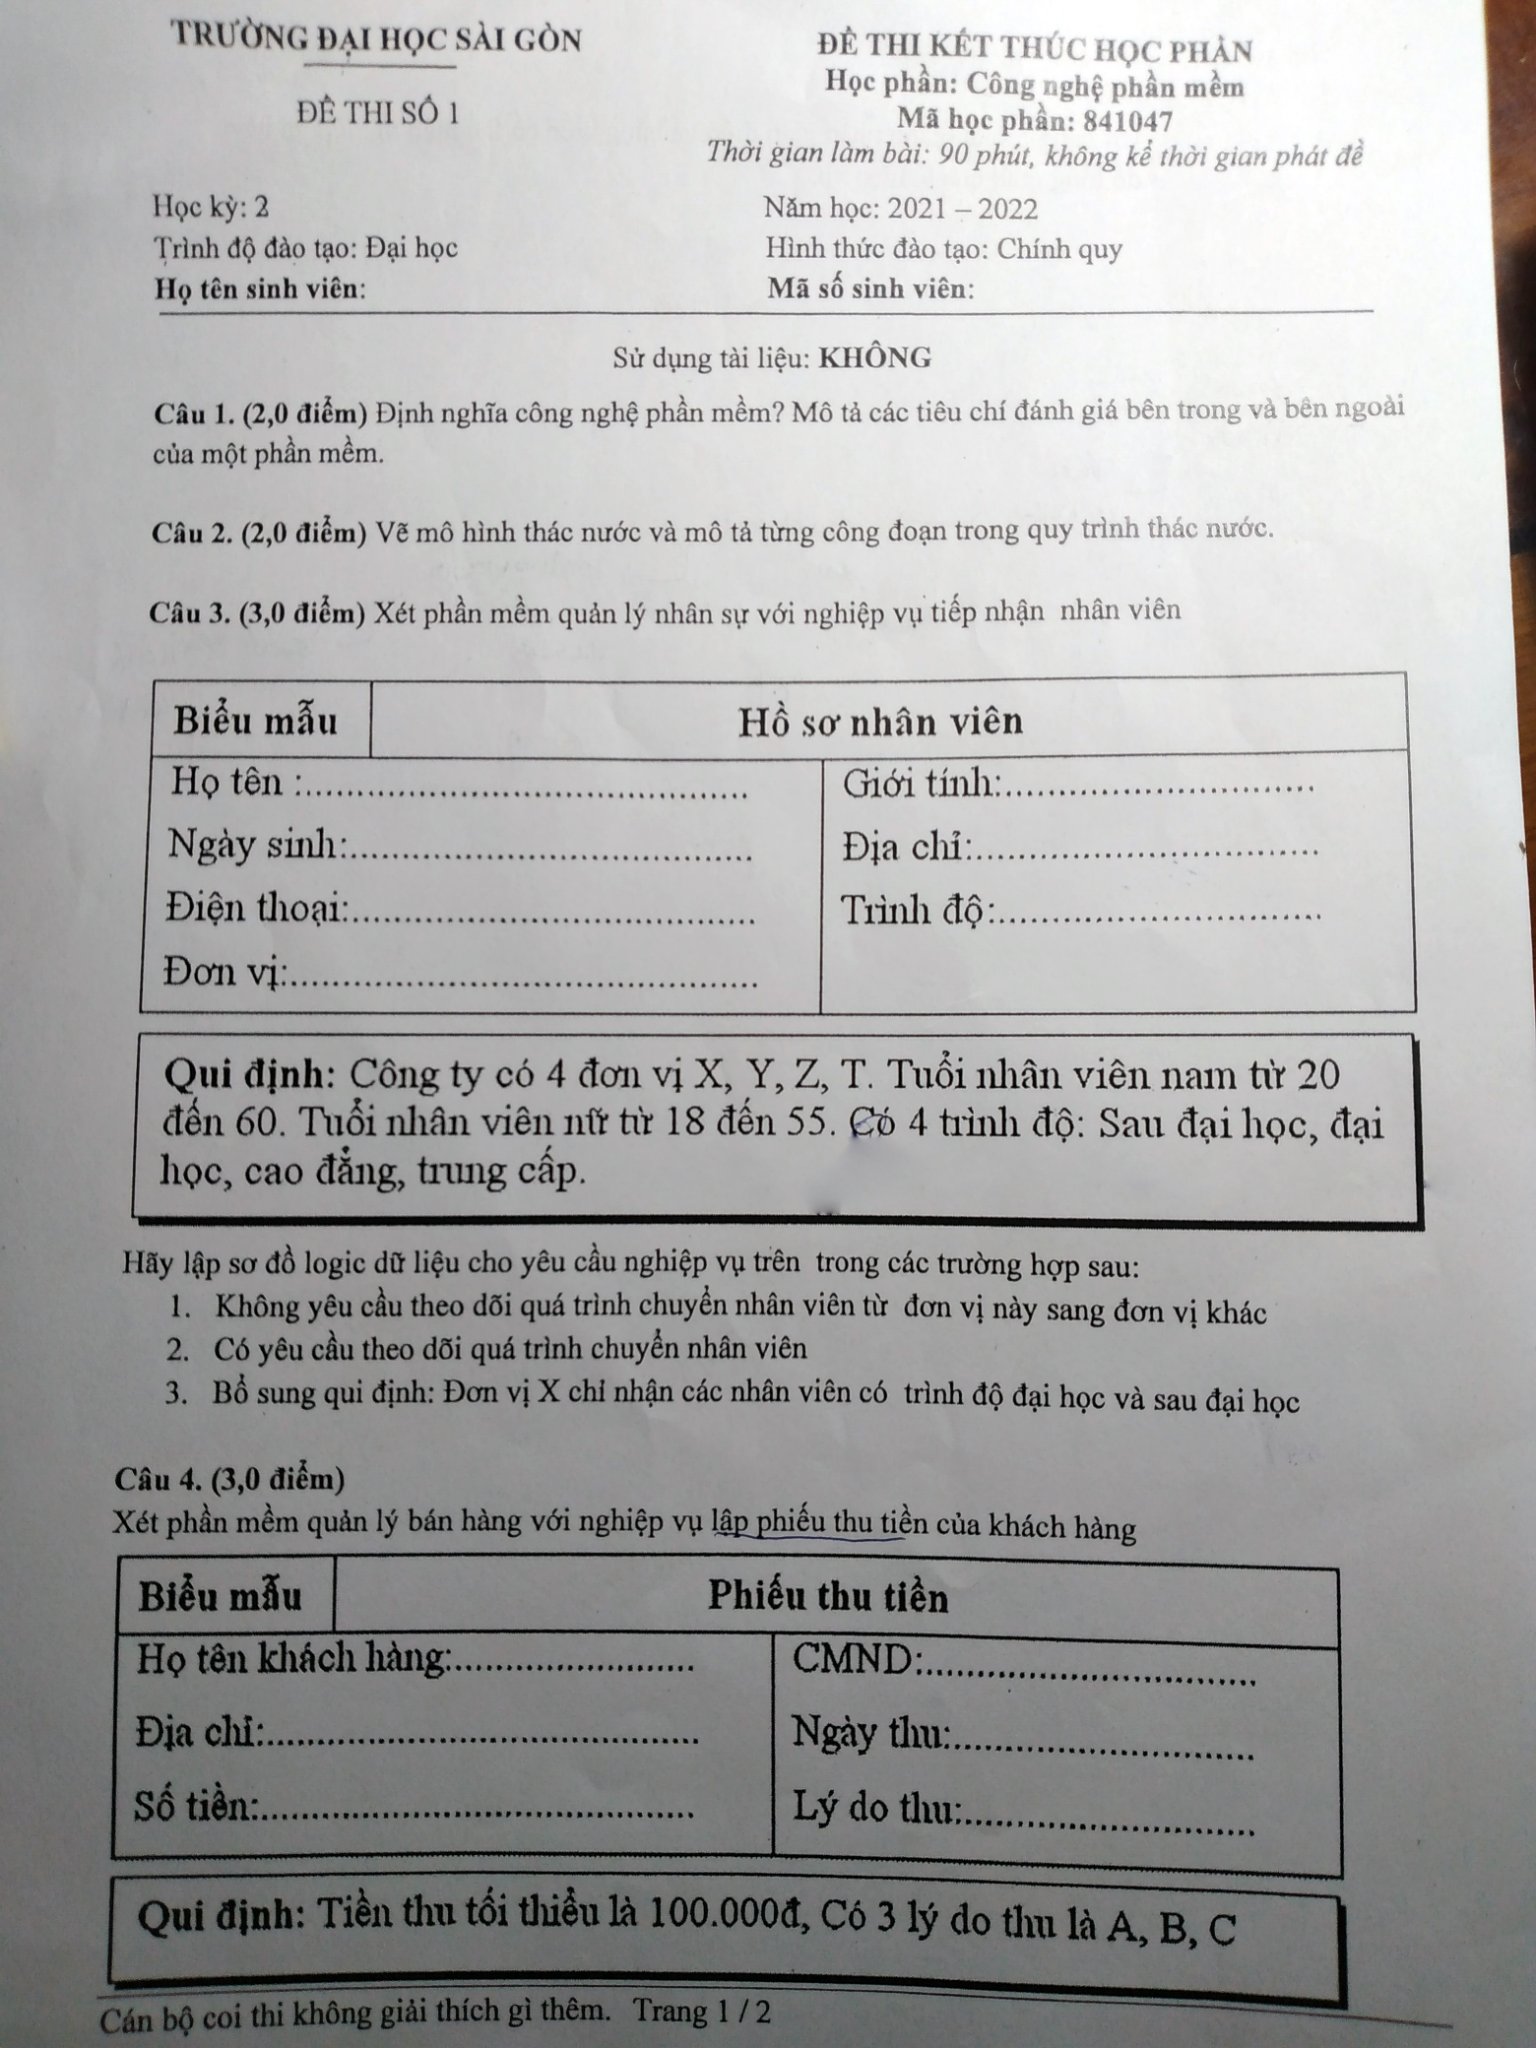 TRƯỜNG ĐẠI HỌC SÀI GÒN
ĐỀ THI SỐ 1
ĐỀ THI KẾT THÚC HỌC PHẦN
Học phần: Công nghệ phần mềm
Mã học phần: 841047
Thời gian làm bài: 90 phút, không kể thời gian phát đề
Học kỳ: 2
Năm học: 2021 – 2022
Trình độ đào tạo: Đại học
Hình thức đào tạo: Chính quy
Họ tên sinh viên:
Mã số sinh viên:
Sử dụng tài liệu: KHÔNG
Câu 1. (2,0 điểm) Định nghĩa công nghệ phần mềm? Mô tả các tiêu chí đánh giá bên trong và bên ngoài
của một phần mềm.
Câu 2. (2,0 điểm) Vẽ mô hình thác nước và mô tả từng công đoạn trong quy trình thác nước.
Câu 3. (3,0 điểm) Xét phần mềm quản lý nhân sự với nghiệp vụ tiếp nhận nhân viên
Biểu mẫu
Hồ sơ nhân viên
Họ tên :............................................
Giới tính:..............................
Ngày sinh:........................................
Địa chỉ:.................................
Điện thoại:.......................................
Trình độ:...............................
Đơn vị:..............................................
Qui định: Công ty có 4 đơn vị X, Y, Z, T. Tuổi nhân viên nam từ 20
đến 60. Tuổi nhân viên nữ từ 18 đến 55. Có 4 trình độ: Sau đại học, đại
học, cao đẳng, trung cấp.
Hãy lập sơ đồ logic dữ liệu cho yêu cầu nghiệp vụ trên trong các trường hợp sau:
1. Không yêu cầu theo dõi quá trình chuyển nhân viên từ đơn vị này sang đơn vị khác
2. Có yêu cầu theo dõi quá trình chuyển nhân viên
3. Bổ sung qui định: Đơn vị X chỉ nhận các nhân viên có trình độ đại học và sau đại học
Câu 4. (3,0 điểm)
Xét phần mềm quản lý bán hàng với nghiệp vụ lập phiếu thu tiền của khách hàng
Biểu mẫu
Phiếu thu tiền
Họ tên khách hàng:........................
CMND:.................................
Địa chỉ:...........................................
Ngày thu:..............................
Số tiền:...........................................
Lý do thu:.............................
Qui định: Tiền thu tối thiểu là 100.000đ, Có 3 lý do thu là A, B, C
Cán bộ coi thi không giải thích gì thêm. Trang 1 / 2